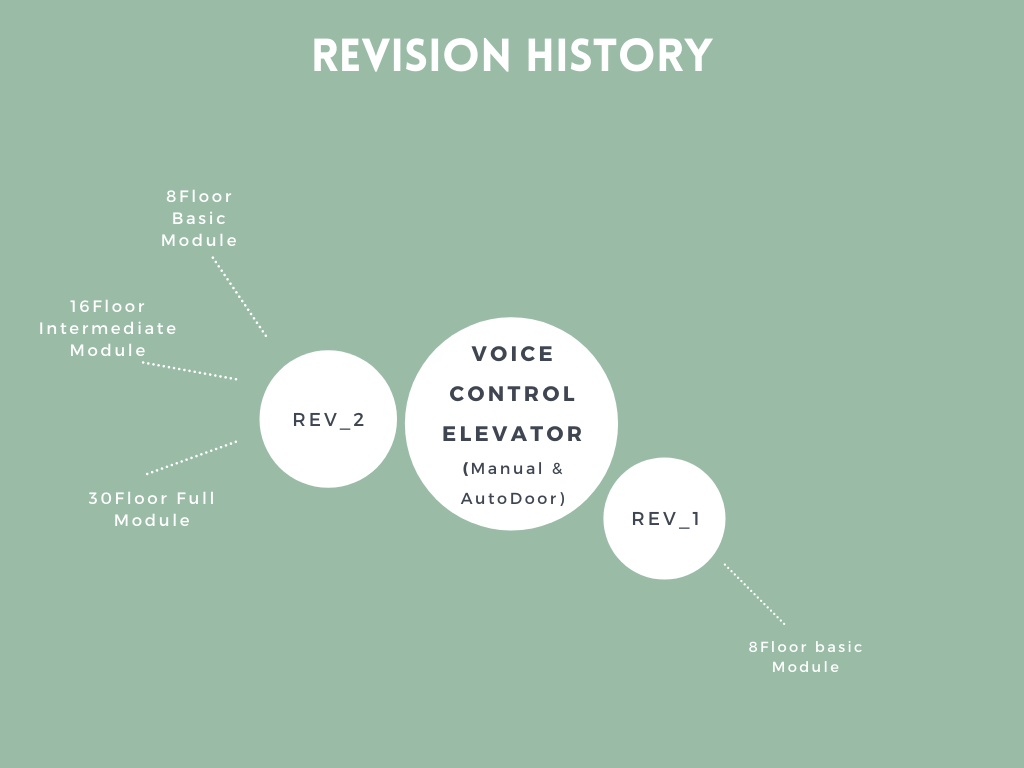 REVISION HISTORY
8Floor
Basic
Module
16Floor
Intermediate
Module
REV_2
30Floor Full
Module
VOICE
CONTROL
ELEVATOR
(Manual &
AutoDoor)
REV_1
8Floor basic
Module